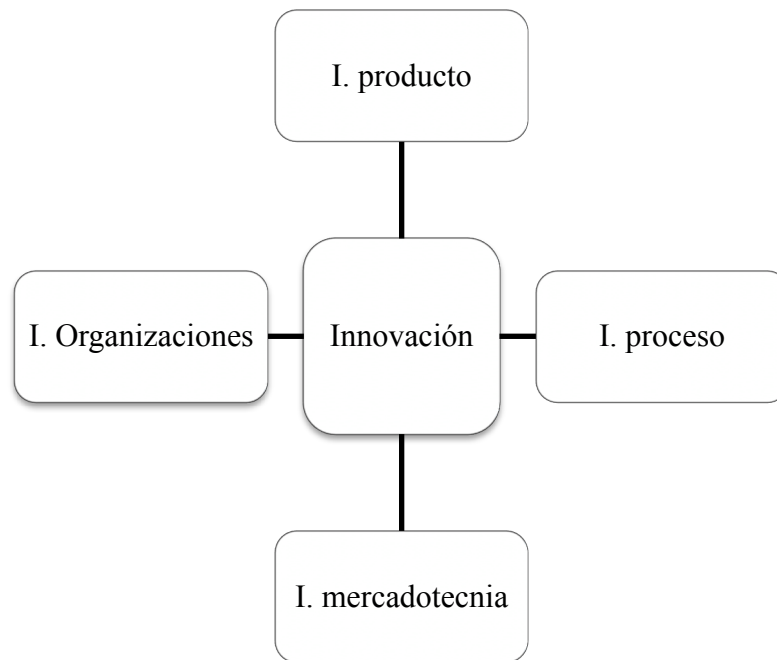 I. producto
I. Organizaciones
Innovación
I. proceso
I. mercadotecnia